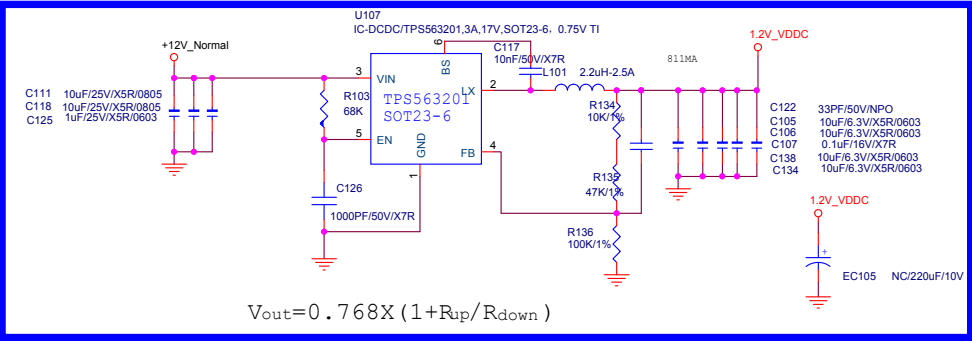 U107
IC-DCDC/TPS563201,3A,17V,SOT23-6, 0.75V TI
+12V_Normal
1.2V_VDDC
6
BS
C117
10nF/50V/X7R
811MA
3
VIN
LX
2
L101
2.2uH-2.5A
C111
10uF/25V/X5R/0805
C118
10uF/25V/X5R/0805
C125
1uF/25V/X5R/0603
R103
68K
TPS563201
SOT23-6
R134
10K/1%
C122
33PF/50V/NPO
C105
10uF/6.3V/X5R/0603
C106
10uF/6.3V/X5R/0603
C107
0.1uF/16V/X7R
C138
10uF/6.3V/X5R/0603
C134
10uF/6.3V/X5R/0603
5
EN
GND
FB
4
1
R135
47K/1%
C126
1000PF/50V/X7R
R136
100K/1%
1.2V_VDDC
+
EC105
NC/220uF/10V
Vout=0.768X(1+Rup/Rdown)